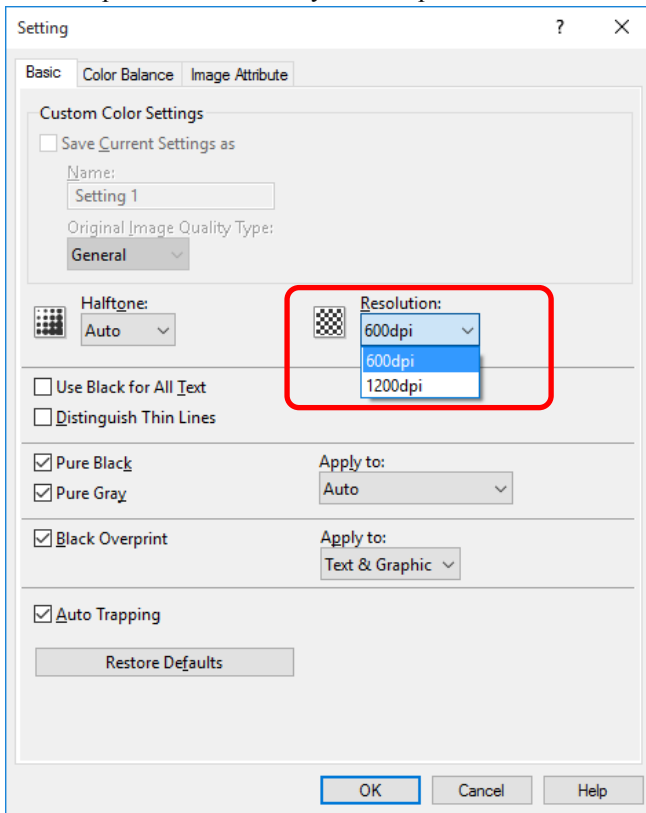 Setting ?
Basic Color Balance Image Attribute
Custom Color Settings
Save Current Settings as
Name:
Setting 1
Original Image Quality Type:
General
Halftone: Resolution:
Auto 600dpi
600dpi
1200dpi
Use Black for All Text
Distinguish Thin Lines
Pure Black Apply to:
Pure Gray Auto
Black Overprint Apply to:
Text & Graphic
Auto Trapping
Restore Defaults
OK Cancel Help